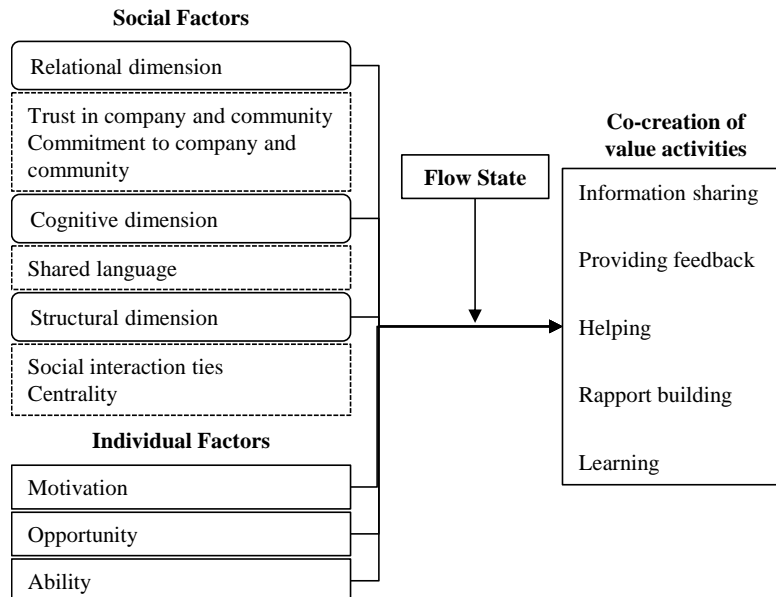 Social Factors
Relational dimension
Trust in company and community
Commitment to company and
community
Cognitive dimension
Shared language
Structural dimension
Social interaction ties
Centrality
Individual Factors
Motivation
Opportunity
Ability
Flow State
Co-creation of
value activities
Information sharing
Providing feedback
Helping
Rapport building
Learning